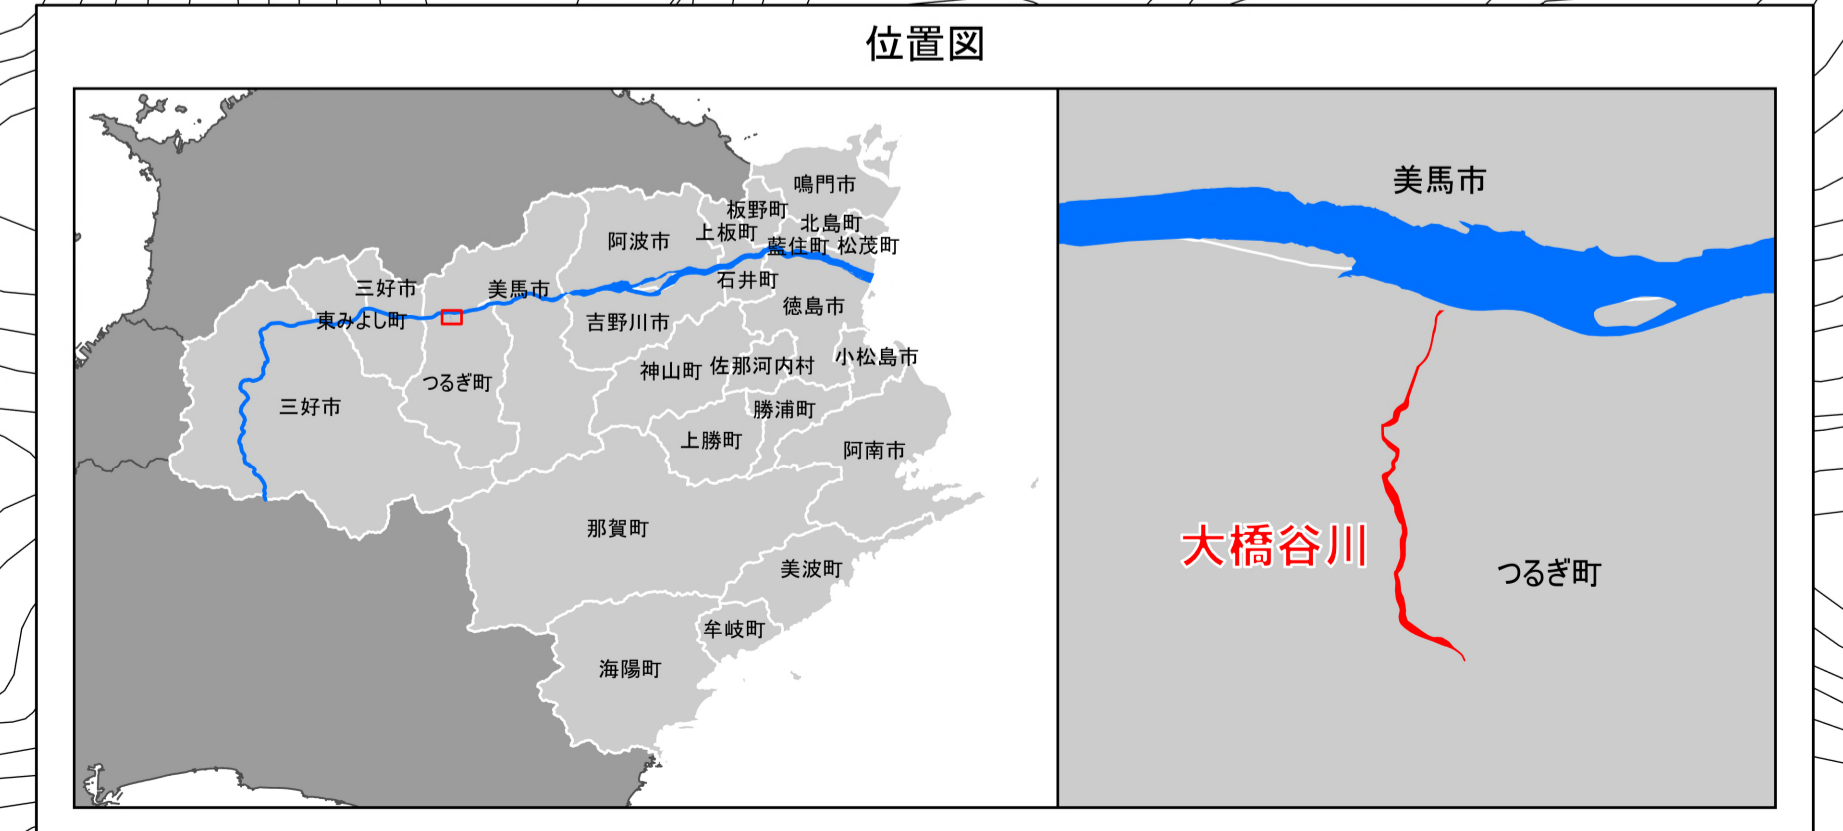 位置図
鳴門市
板野町
北島町
上板町
阿波市
藍住町
松茂町
石井町
三好市
美馬市
徳島市
東みよし町
吉野川市
小松島市
佐那河内村
神山町
つるぎ町
三好市
勝浦町
上勝町
阿南市
那賀町
美波町
牟岐町
海陽町
美馬市
大橋谷川
つるぎ町